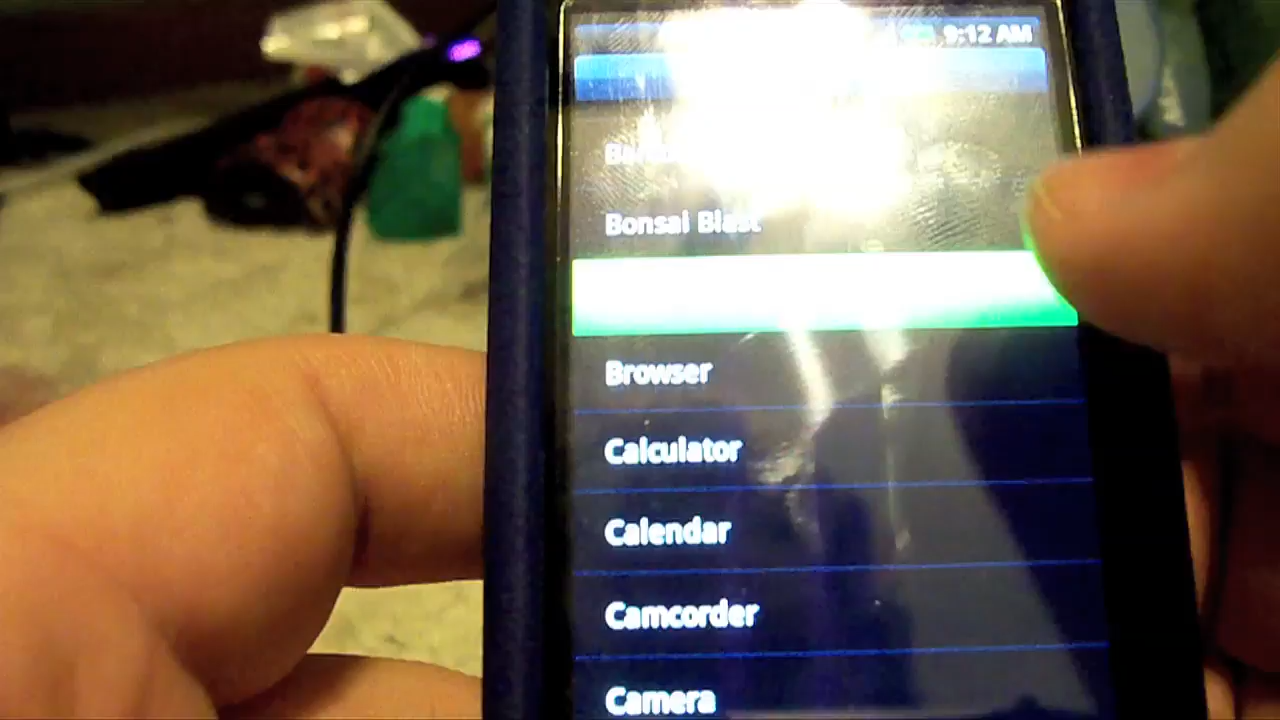 9:12 AM
Bonsai Blast
Browser
Calculator
Calendar
Camcorder
Camera